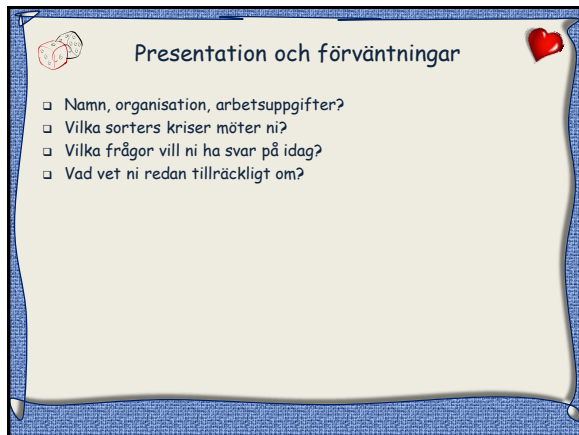 Presentation och förväntningar
Namn, organisation, arbetsuppgifter?
Vilka sorters kriser möter ni?
Vilka frågor vill ni ha svar på idag?
Vad vet ni redan tillräckligt om?